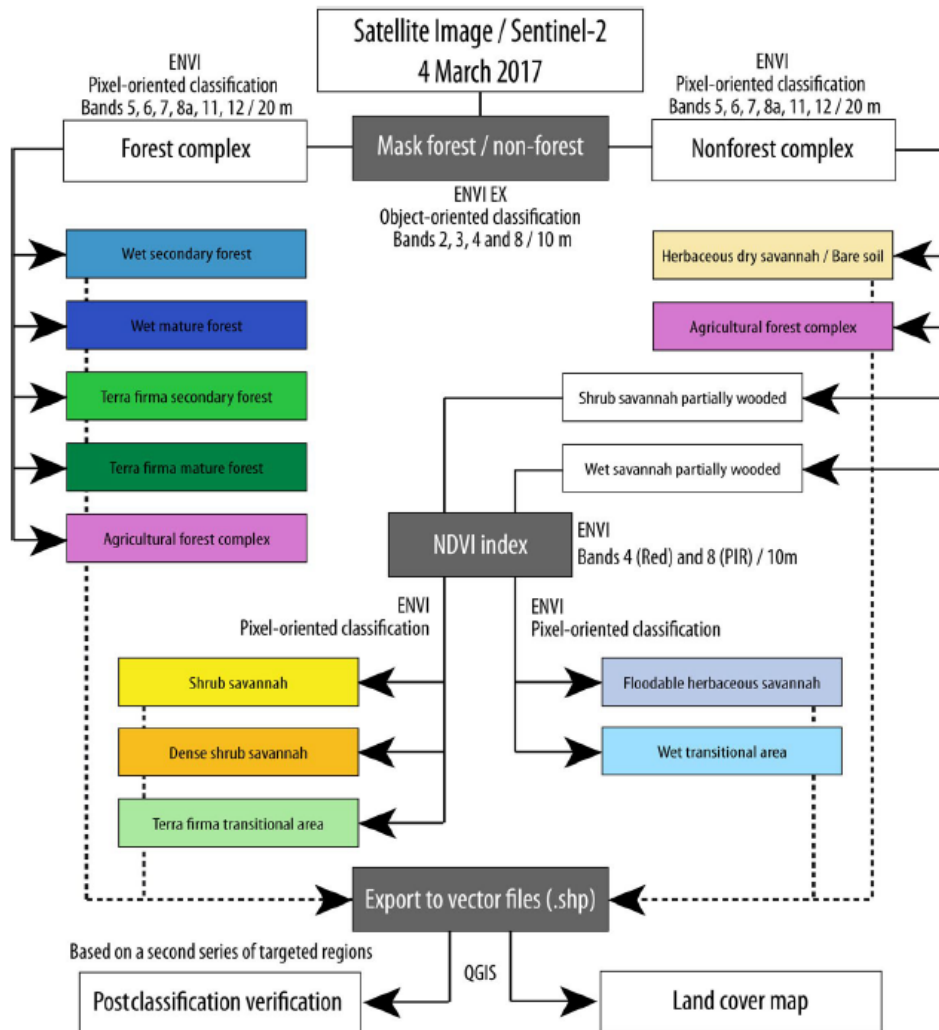 Satellite Image / Sentinel-2
4 March 2017
ENVI
Pixel-oriented classification
Bands 5, 6, 7, 8a, 11, 12 / 20 m
Forest complex
Mask forest / non-forest
ENVI
Pixel-oriented classification
Bands 5, 6, 7, 8a, 11, 12 / 20 m
Nonforest complex
ENVI EX
Object-oriented classification
Bands 2, 3, 4 and 8 / 10 m
Wet secondary forest
Wet mature forest
Terra firma secondary forest
Terra firma mature forest
Agricultural forest complex
Herbaceous dry savannah / Bare soil
Agricultural forest complex
Shrub savannah partially wooded
Wet savannah partially wooded
NDVI index
ENVI
Bands 4 (Red) and 8 (PIR) / 10m
ENVI
Pixel-oriented classification
ENVI
Pixel-oriented classification
Shrub savannah
Dense shrub savannah
Terra firma transitional area
Floodable herbaceous savannah
Wet transitional area
Export to vector files (.shp)
Based on a second series of targeted regions
QGIS
Postclassification verification
Land cover map